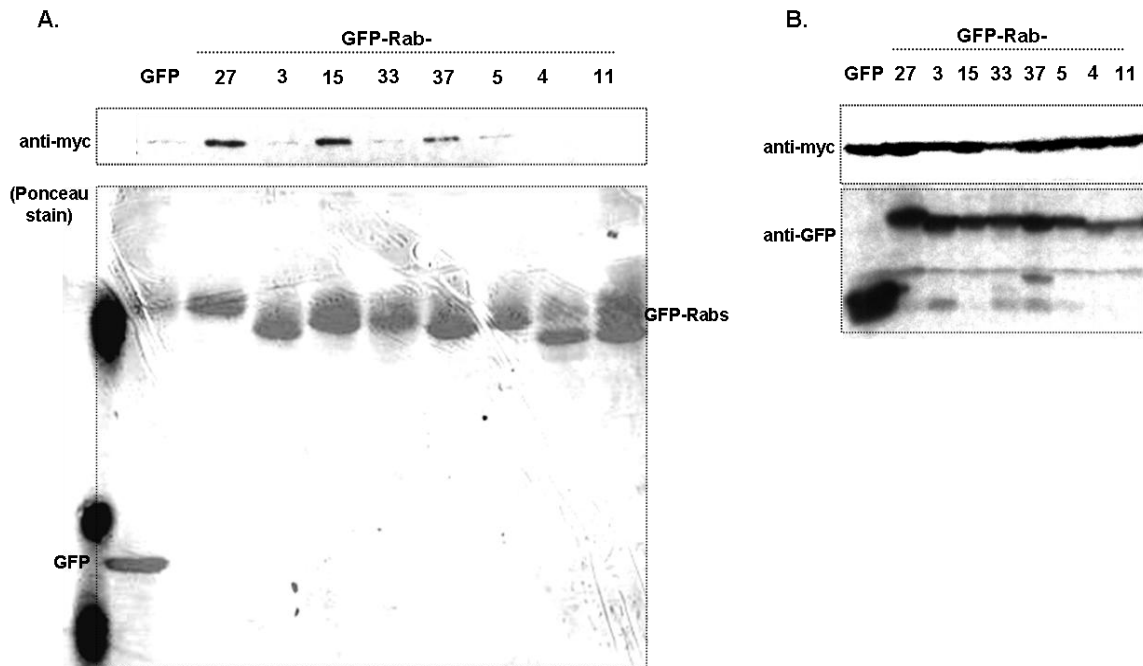 A.
GFP-Rab-
GFP 27 3 15 33 37 5 4 11
anti-myc
(Ponceau
stain)
GFP-Rabs
GFP
B.
GFP-Rab-
GFP 27 3 15 33 37 5 4 11
anti-myc
anti-GFP